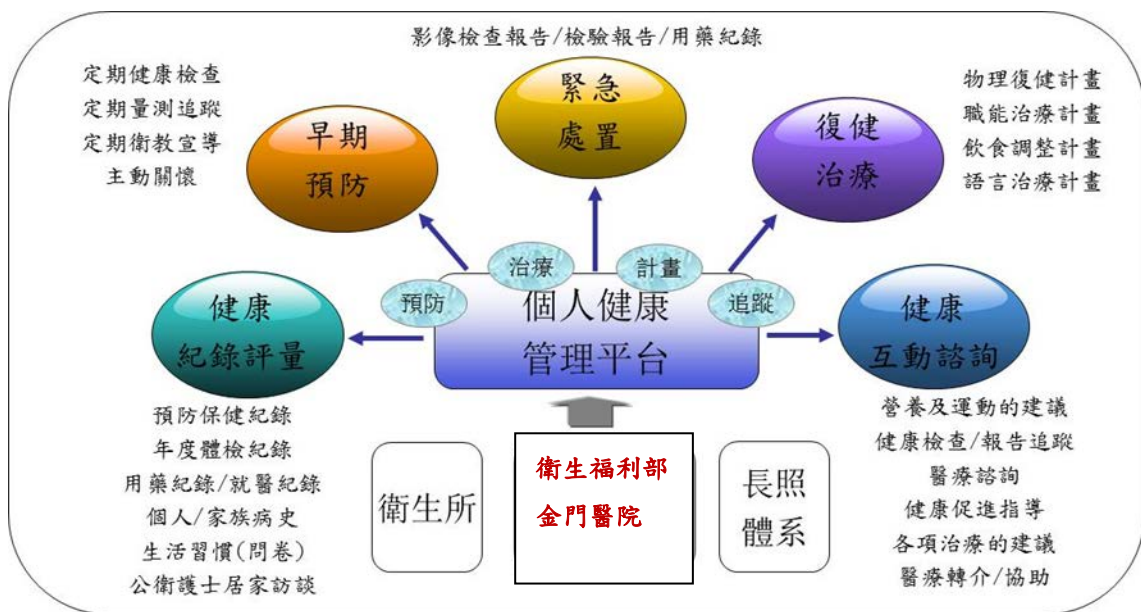 影像檢查報告/檢驗報告/用藥紀錄
定期健康檢查
定期量測追蹤
定期衛教宣導
主動關懷
早期
預防
緊急
處置
復健
治療
物理復健計畫
職能治療計畫
飲食調整計畫
語言治療計畫
預防
治療
計畫
追蹤
個人健康
管理平台
健康
紀錄評量
預防保健紀錄
年度體檢紀錄
用藥紀錄/就醫紀錄
個人/家族病史
生活習慣(問卷)
公衛護士居家訪談
健康
互動諮詢
營養及運動的建議
健康檢查/報告追蹤
醫療諮詢
健康促進指導
各項治療的建議
醫療轉介/協助
衛生所
衛生福利部
金門醫院
長照
體系